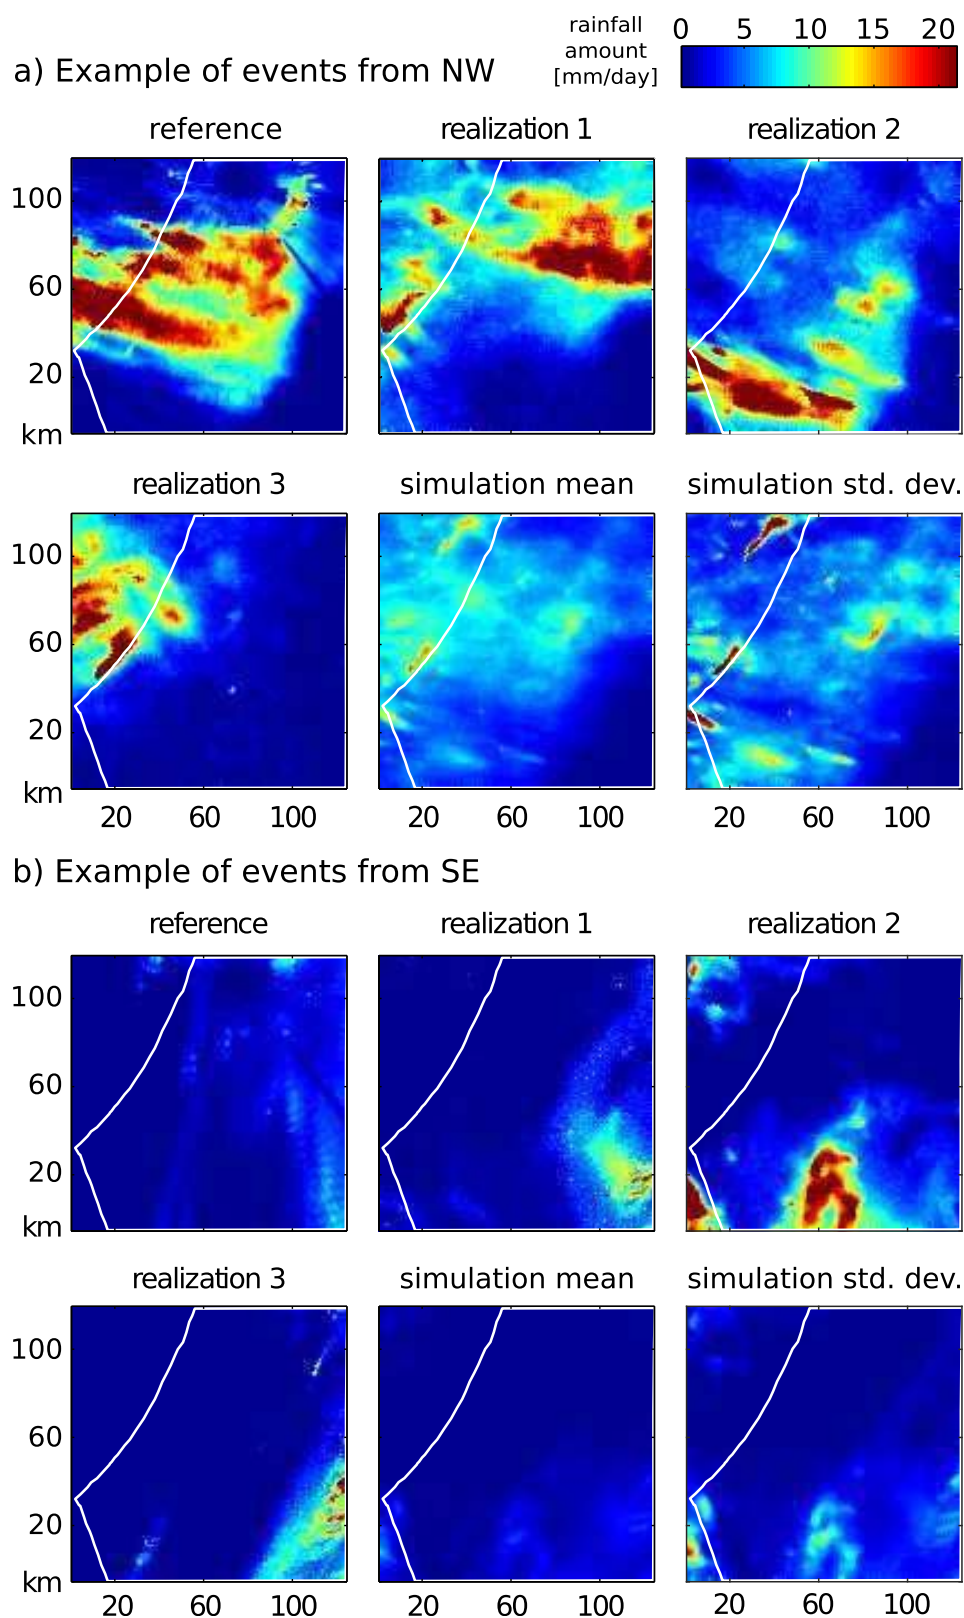 rainfall amount [mm/day]
0 5 10 15 20
a) Example of events from NW
reference realization 1 realization 2
100
60
20
km
realization 3 simulation mean simulation std. dev.
100
60
20
km
20 60 100 20 60 100 20 60 100
b) Example of events from SE
reference realization 1 realization 2
100
60
20
km
realization 3 simulation mean simulation std. dev.
100
60
20
km
20 60 100 20 60 100 20 60 100